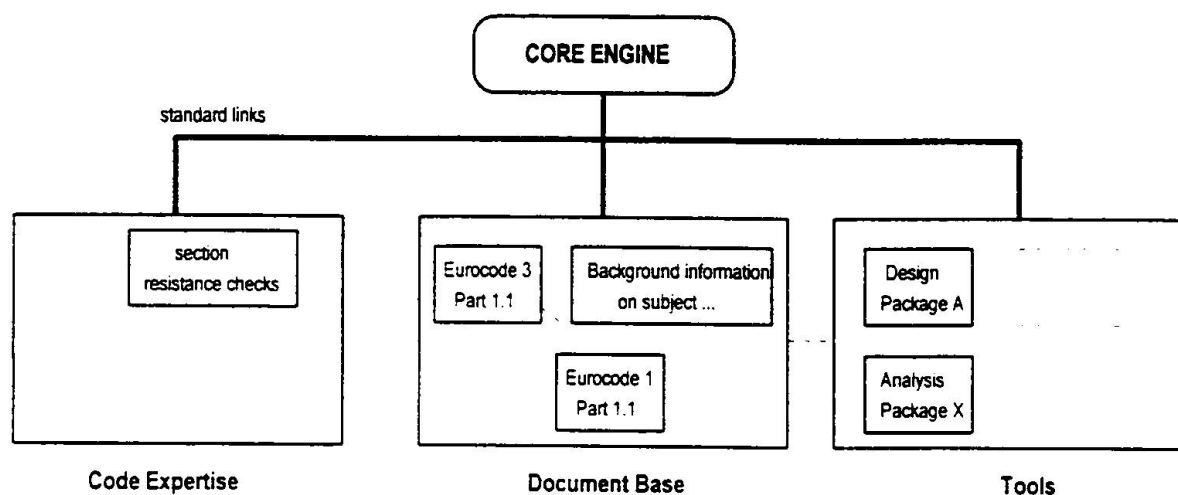 CORE ENGINE
standard links
section
resistance checks
Eurocode 3
Part 1.1
Background information
on subject ...
Eurocode 1
Part 1.1
Design
Package A
Analysis
Package X
Code Expertise
Document Base
Tools